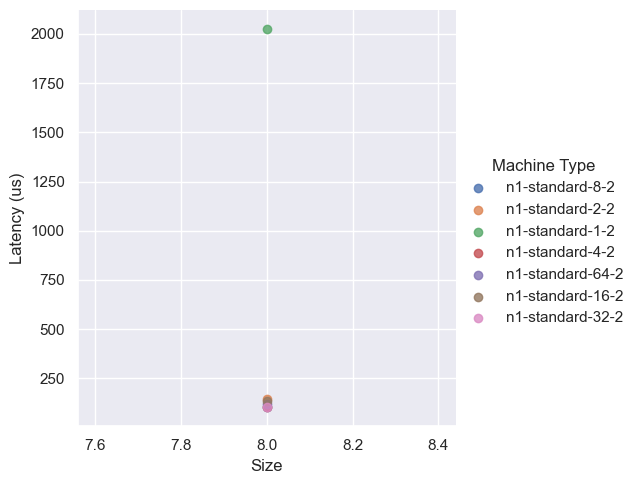 2000
1750
1500
1250
1000
750
500
250
Latency (us)
7.6 7.8 8.0 8.2 8.4
Size
Machine Type
n1-standard-8-2
n1-standard-2-2
n1-standard-1-2
n1-standard-4-2
n1-standard-64-2
n1-standard-16-2
n1-standard-32-2